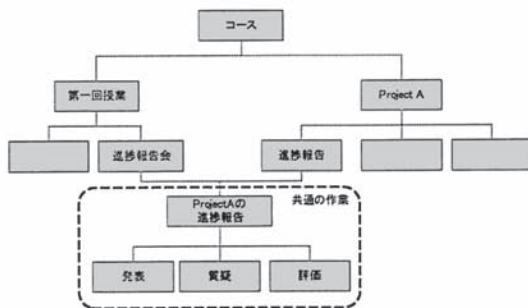 コース
第一回授業
Project A
進捗報告会
進捗報告
共通の作業
ProjectAの
進捗報告
発表
質疑
評価